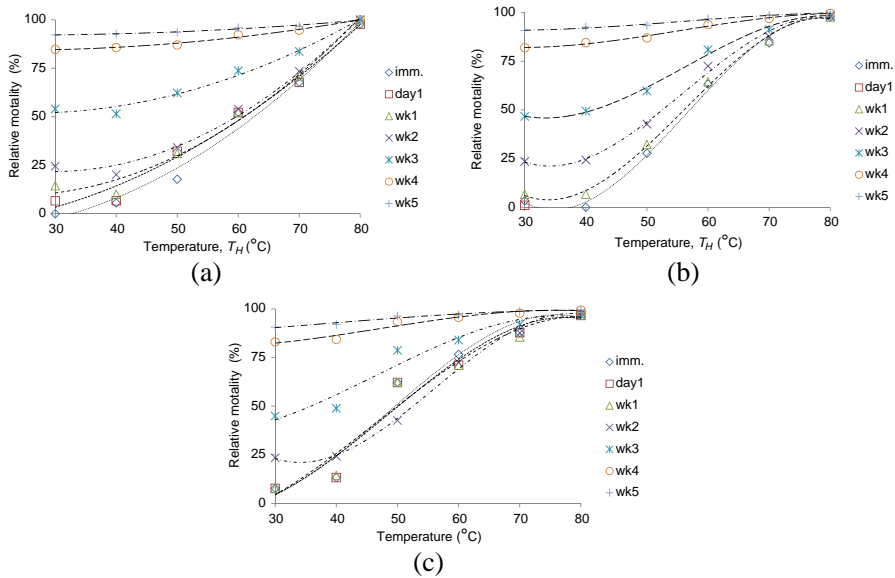 100
75
50
25
0
Relative motality (%)
30 40 50 60 70 80
Temperature, T_H (°C)
imm.
day1
wk1
wk2
wk3
wk4
wk5
(a)
100
75
50
25
0
Relative motality (%)
30 40 50 60 70 80
Temperature, T_H (°C)
imm.
day1
wk1
wk2
wk3
wk4
wk5
(b)
100
75
50
25
0
Relative motality (%)
30 40 50 60 70 80
Temperature (°C)
imm.
day1
wk1
wk2
wk3
wk4
wk5
(c)